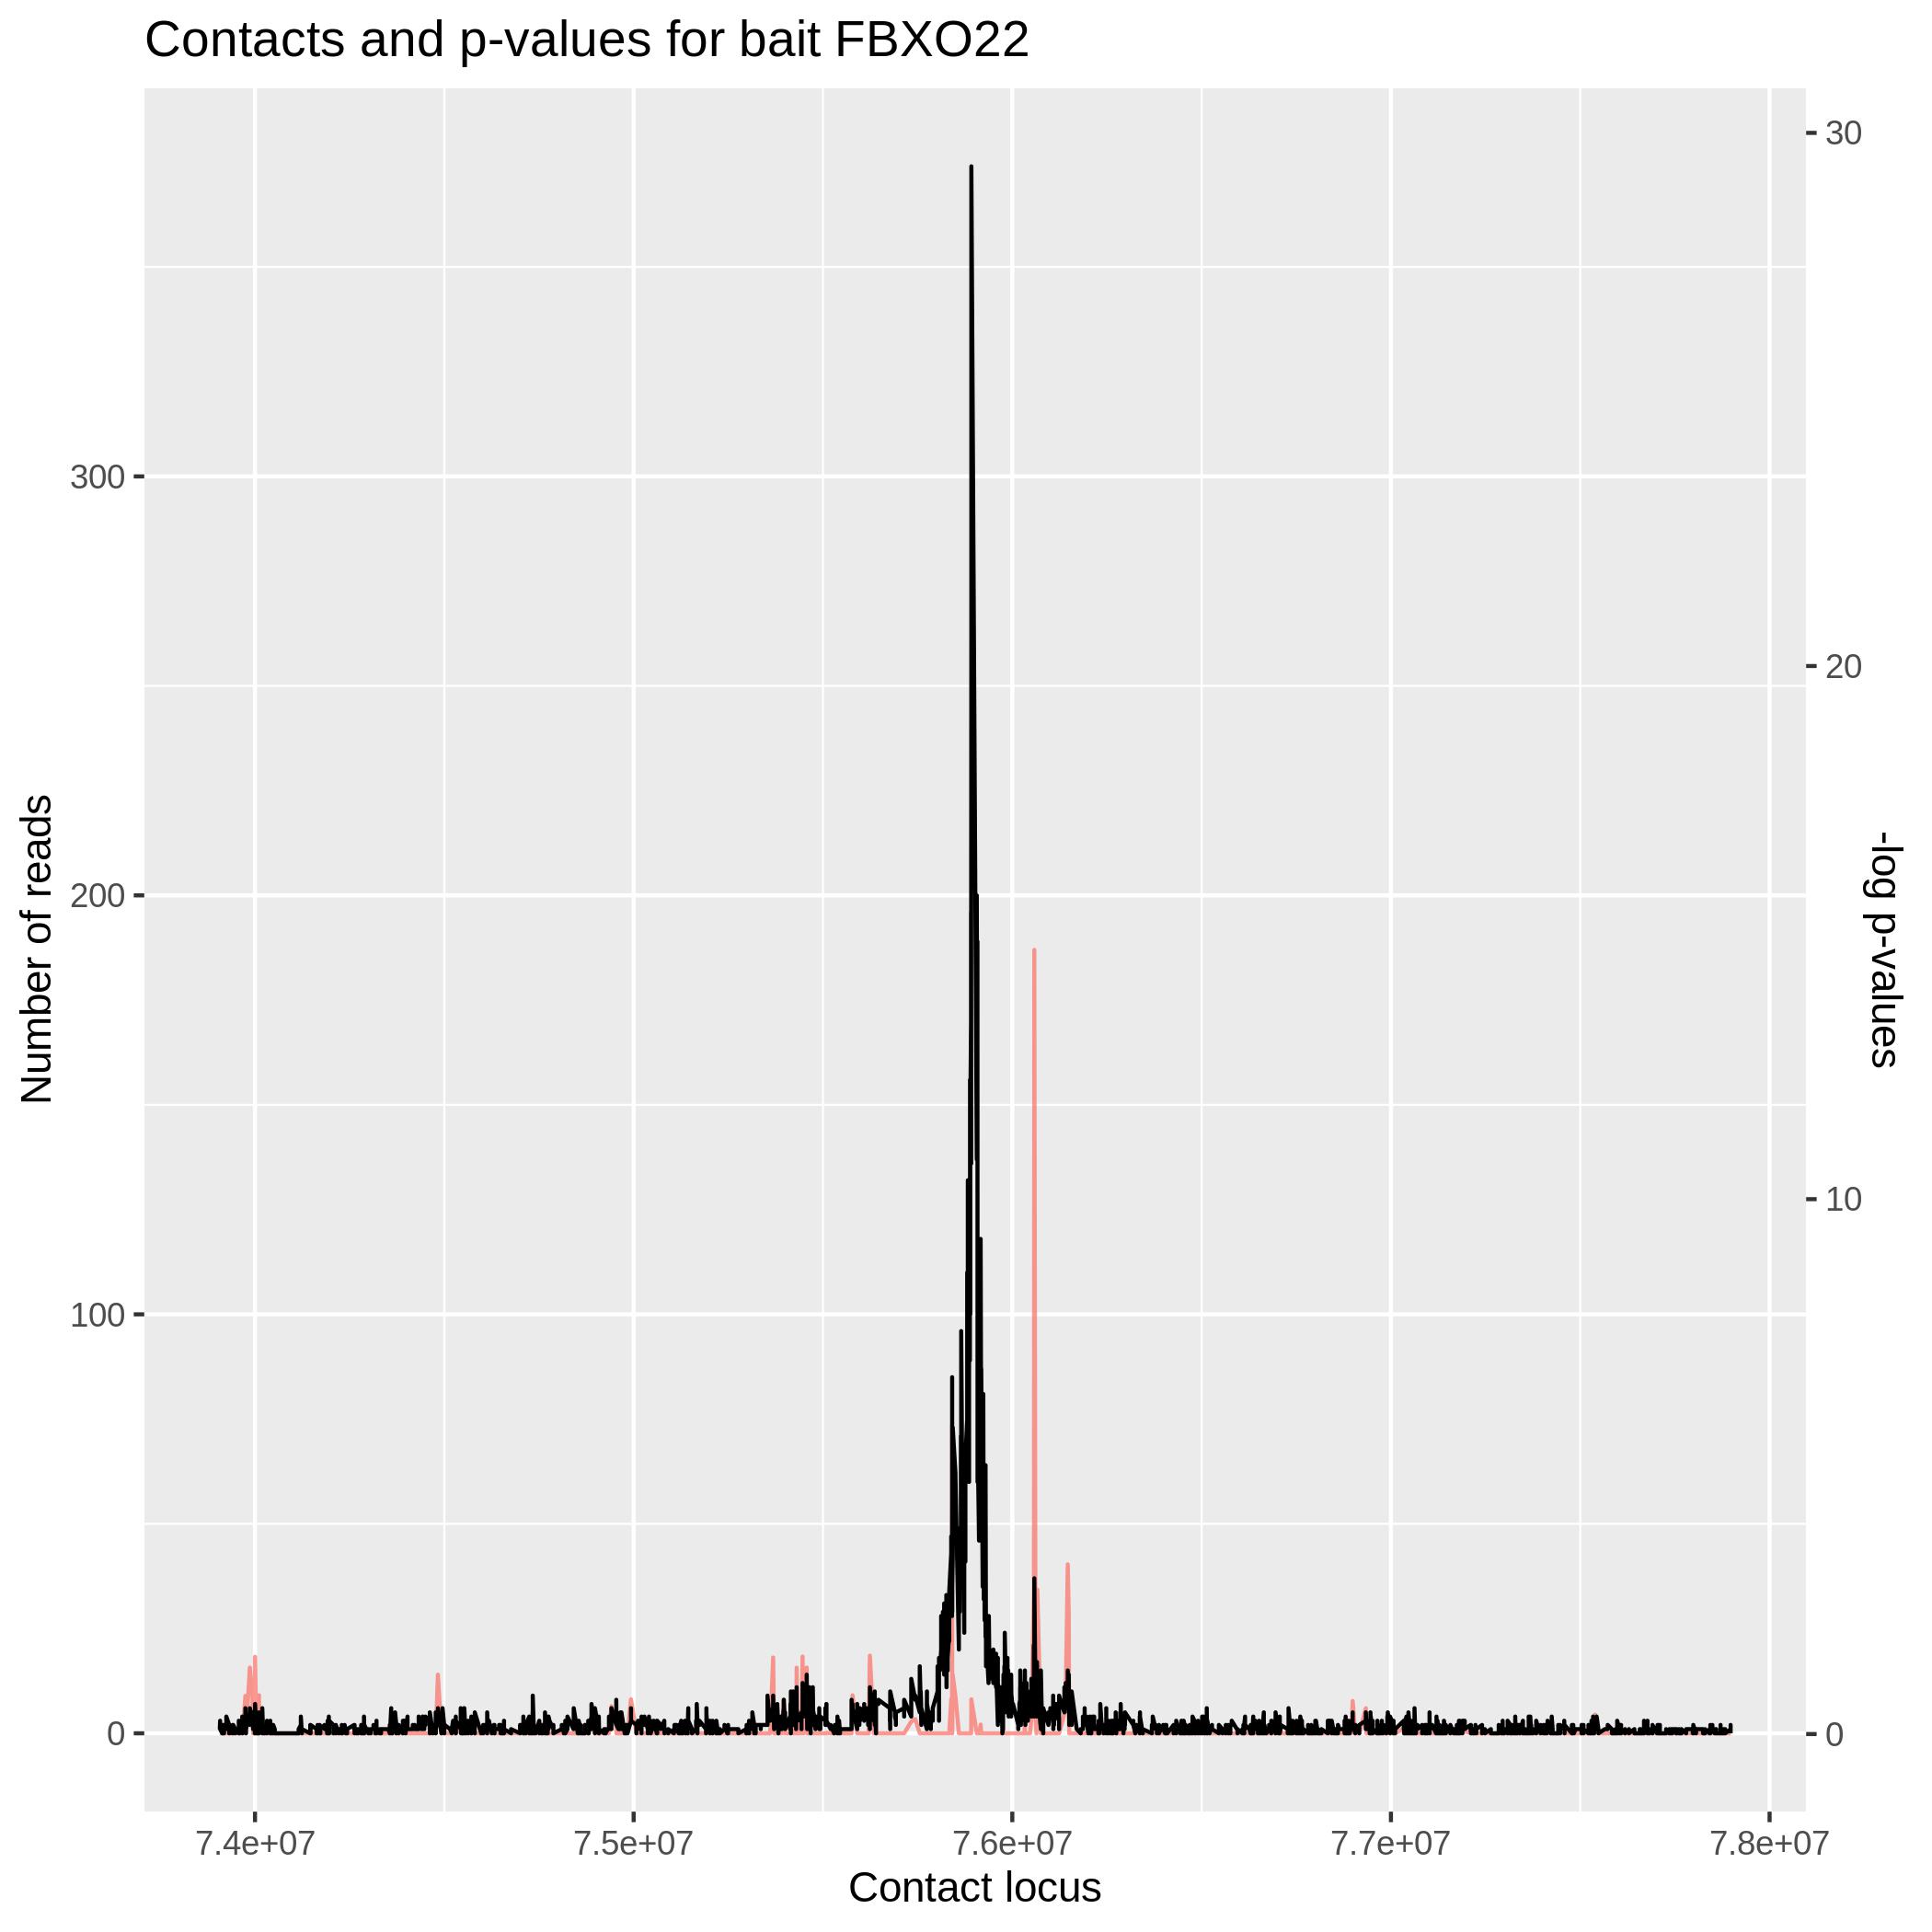 Contacts and p-values for bait FBXO22
30
300
20
200
10
100
0
0
Number of reads
-log p-values
7.4e+07
7.5e+07
7.6e+07
7.7e+07
7.8e+07
Contact locus